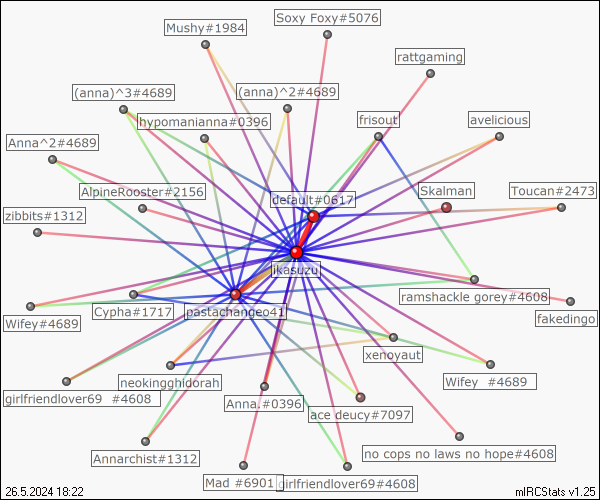 Soxy Foxy#5076
Mushy#1984
rattgaming
(anna)^3#4689
(anna)^2#4689
hypomanianna#0396
frisout
avelicious
Anna^2#4689
AlpineRooster#2156
default#0617
Skalman
Toucan#2473
zibbits#1312
ikasuzu
ramshackle gorey#4608
Wifey#4689
Cypha#1717
pastachangeo41
fakedingo
xenoyaut
neokingghidorah
Wifey #4689
girlfriendlover69 #4608
Anna.#0396
ace deucy#7097
Annarchist#1312
no cops no laws no hope#4608
Mad #6901
girlfriendlover69#4608
26.5.2024 18:22
mIRCStats v1.25